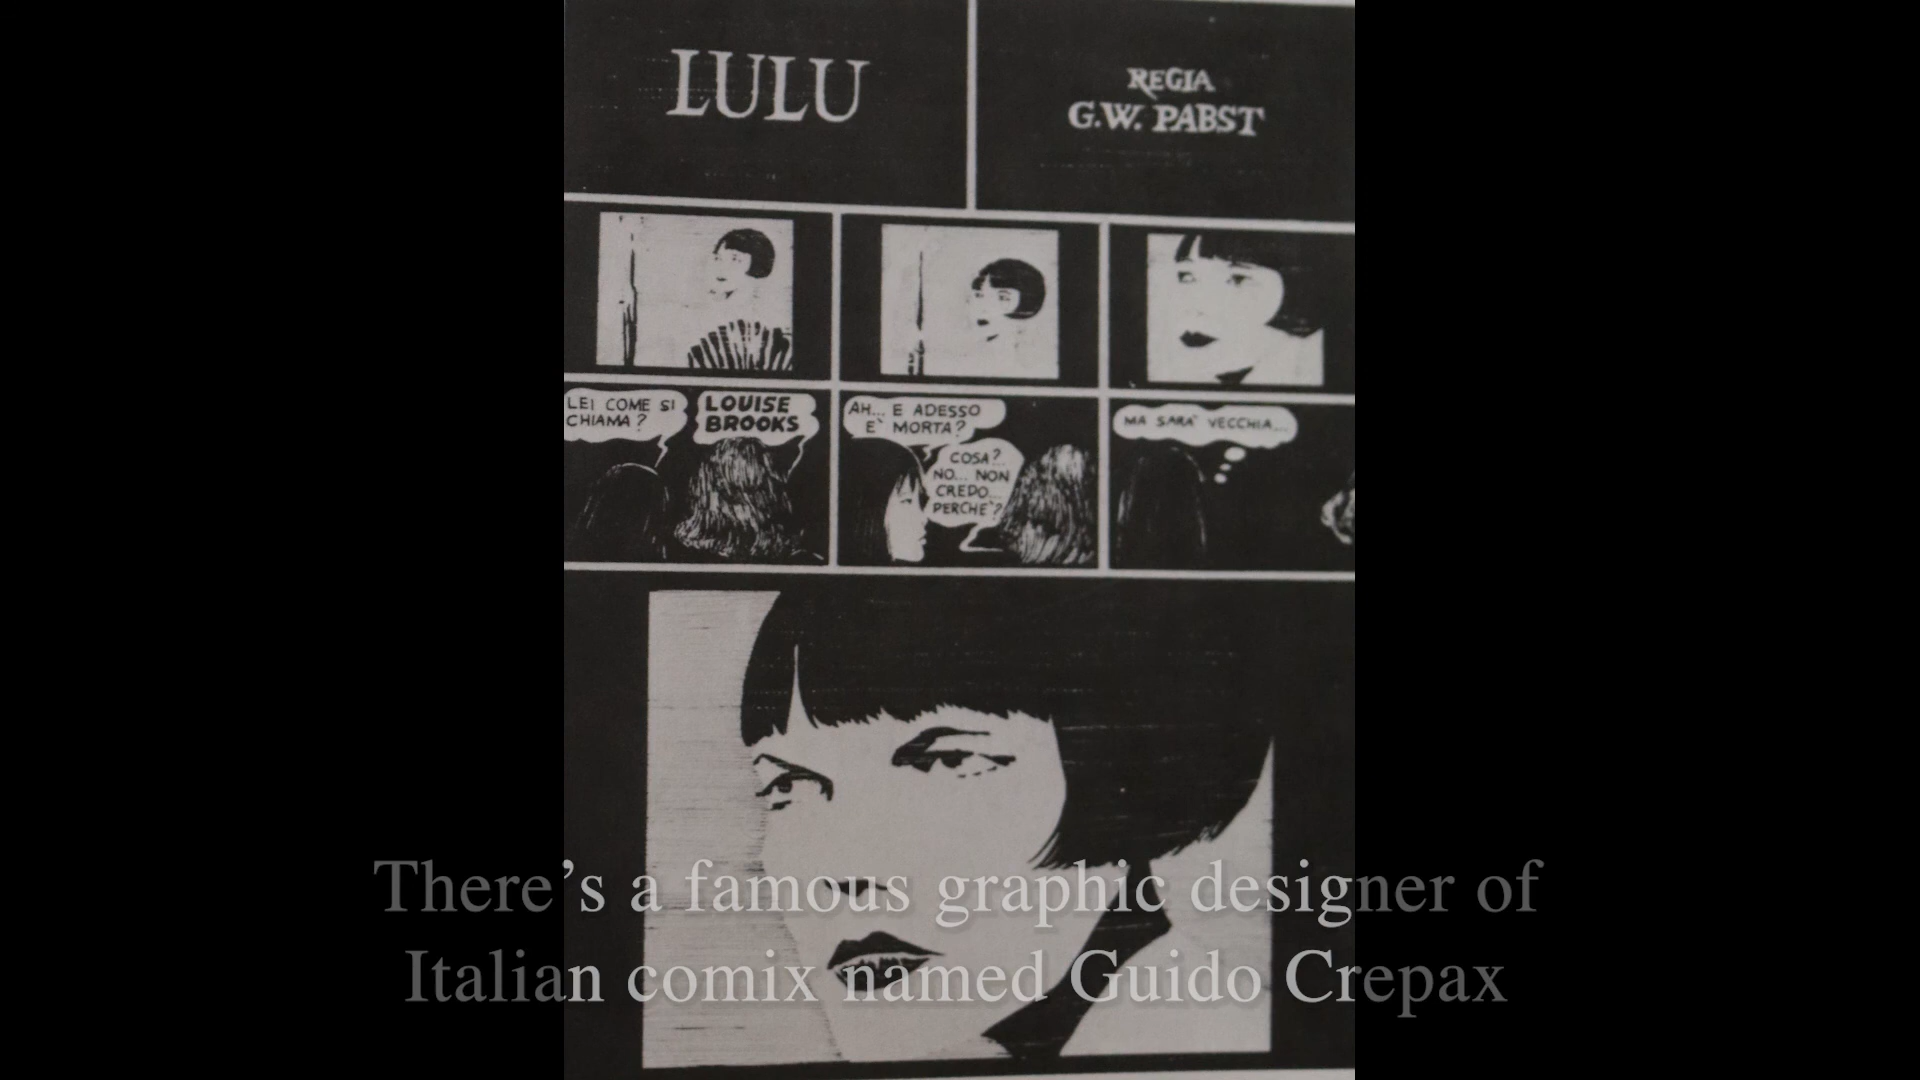 LULU
REGIA
G.W. PABST
LEI COME SI
CHIAMA?
LOUISE
BROOKS
AH... E ADESSO
E` MORTA?
COSA?
NO... NON
CREDO...
PERCHE`?
MA SARA` VECCHIA...
There’s a famous graphic designer of
Italian comix named Guido Crepax